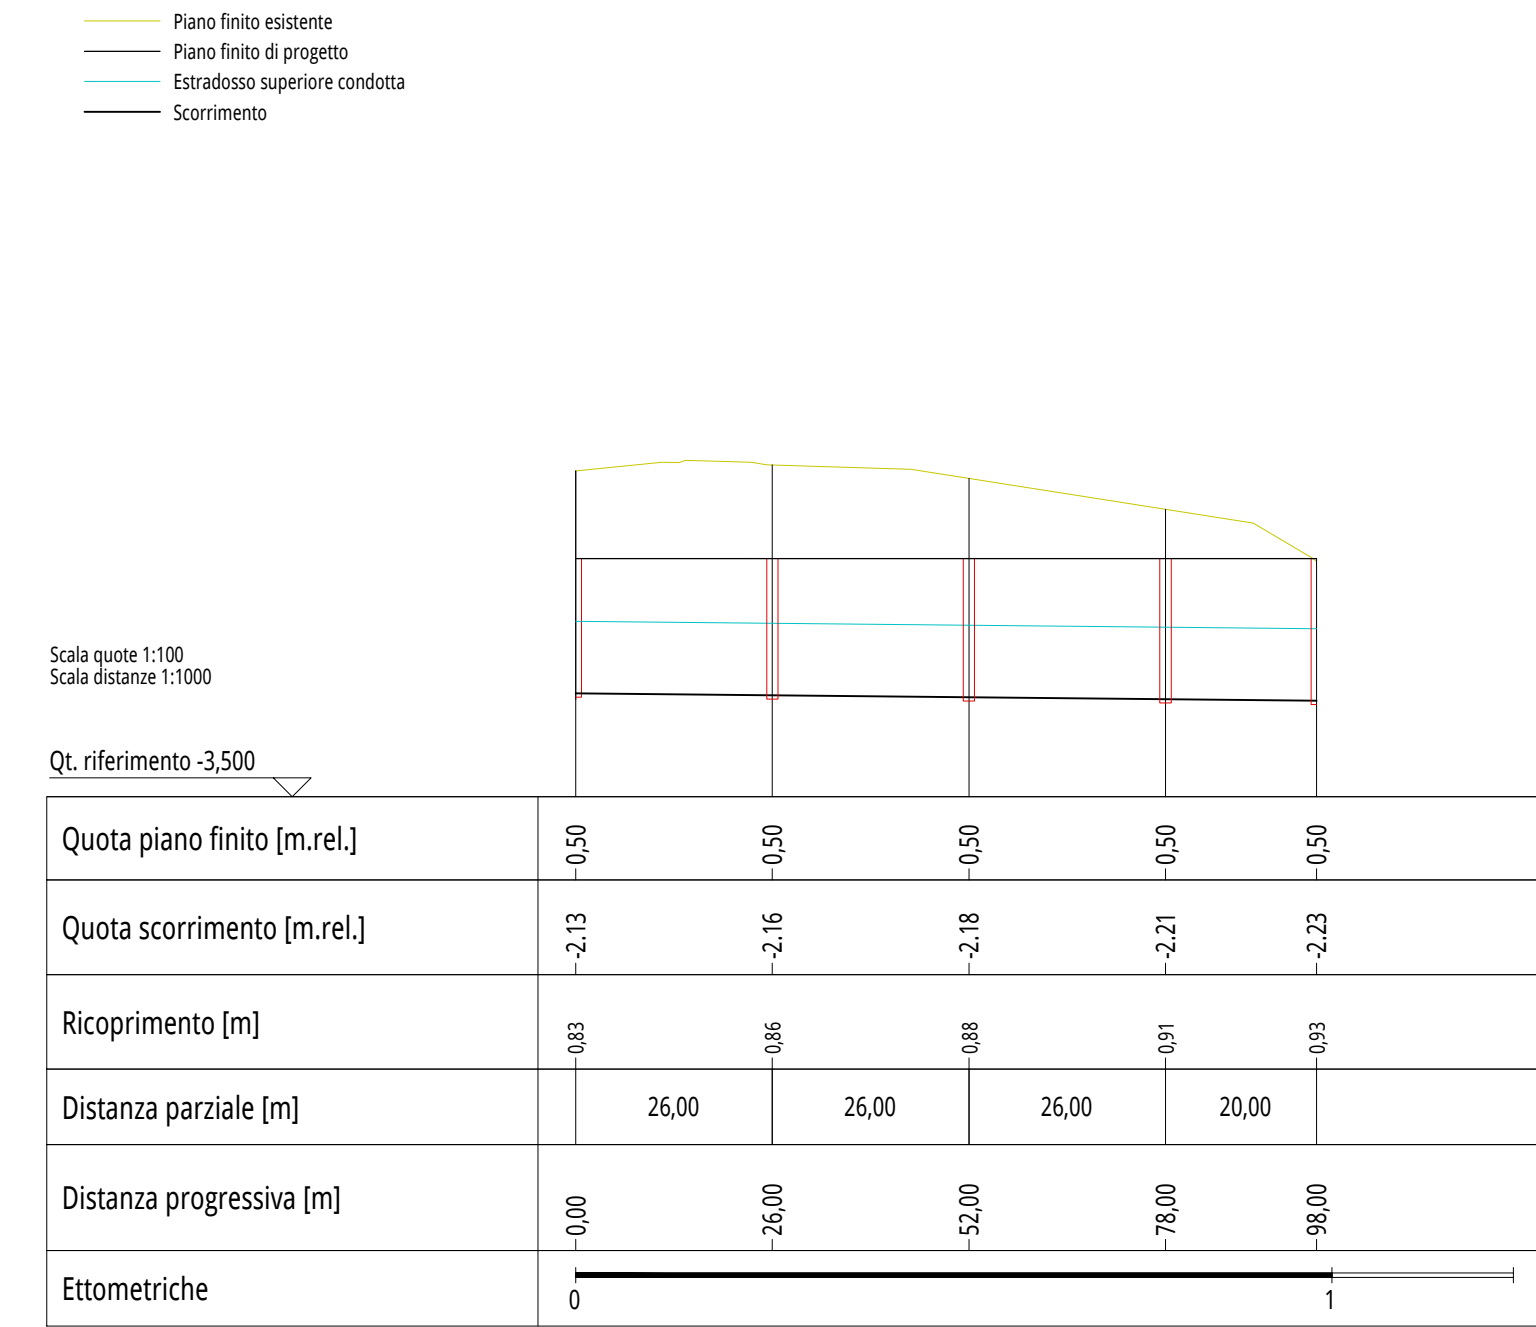 Piano finito esistente
Piano finito di progetto
Estradosso superiore condotta
Scorrimento
Scala quote 1:100
Scala distanze 1:1000
Qt. riferimento -3,500
Quota piano finito [m.rel.] 0,50 0,50 0,50 0,50 0,50
Quota scorrimento [m.rel.] -2.13 -2.16 -2.18 -2.21 -2.23
Ricoprimento [m] 0,83 0,86 0,88 0,91 0,93
Distanza parziale [m] 26,00 26,00 26,00 20,00
Distanza progressiva [m] 0,00 26,00 52,00 78,00 98,00
Ettometriche 0 1